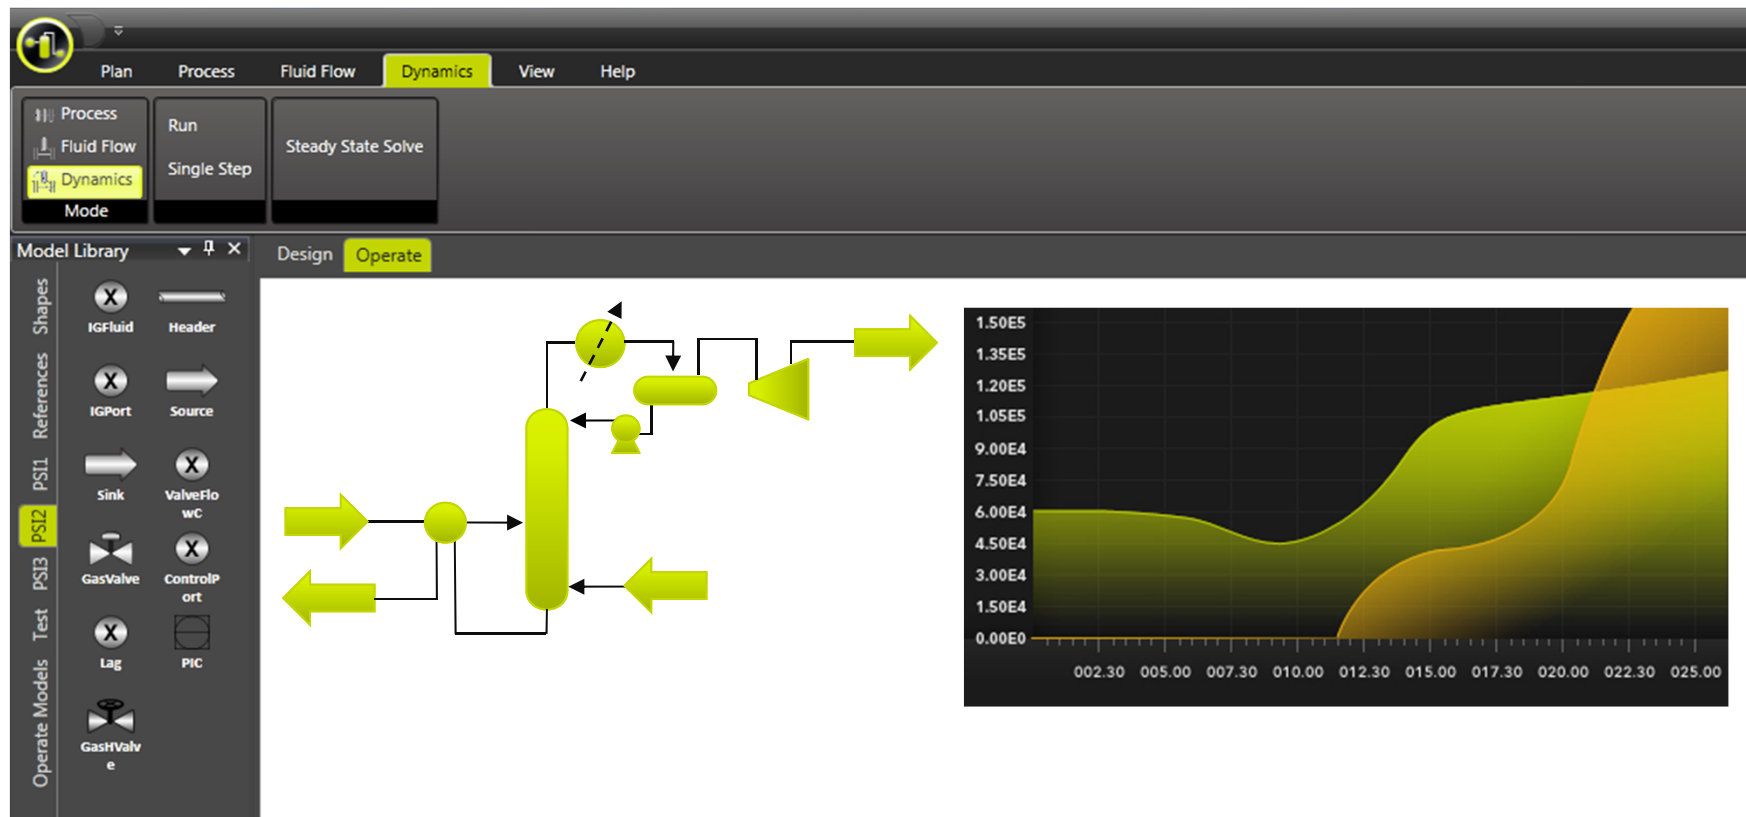 Plan Process Fluid Flow Dynamics View Help
Process
Fluid Flow
Dynamics
Mode
Run
Single Step
Steady State Solve
Model Library
Design Operate
Shapes
References
PSI1
PSI2
PSI3
Test
Operate Models
X X
IGFluid Header
X
IGPort Source
X
Sink ValveFlo
wC
X
GasValve ControlP
ort
X
Lag PIC
GasHValv
e
1.50E5
1.35E5
1.20E5
1.05E5
9.00E4
7.50E4
6.00E4
4.50E4
3.00E4
1.50E4
0.00E0
002.30 005.00 007.30 010.00 012.30 015.00 017.30 020.00 022.30 025.00